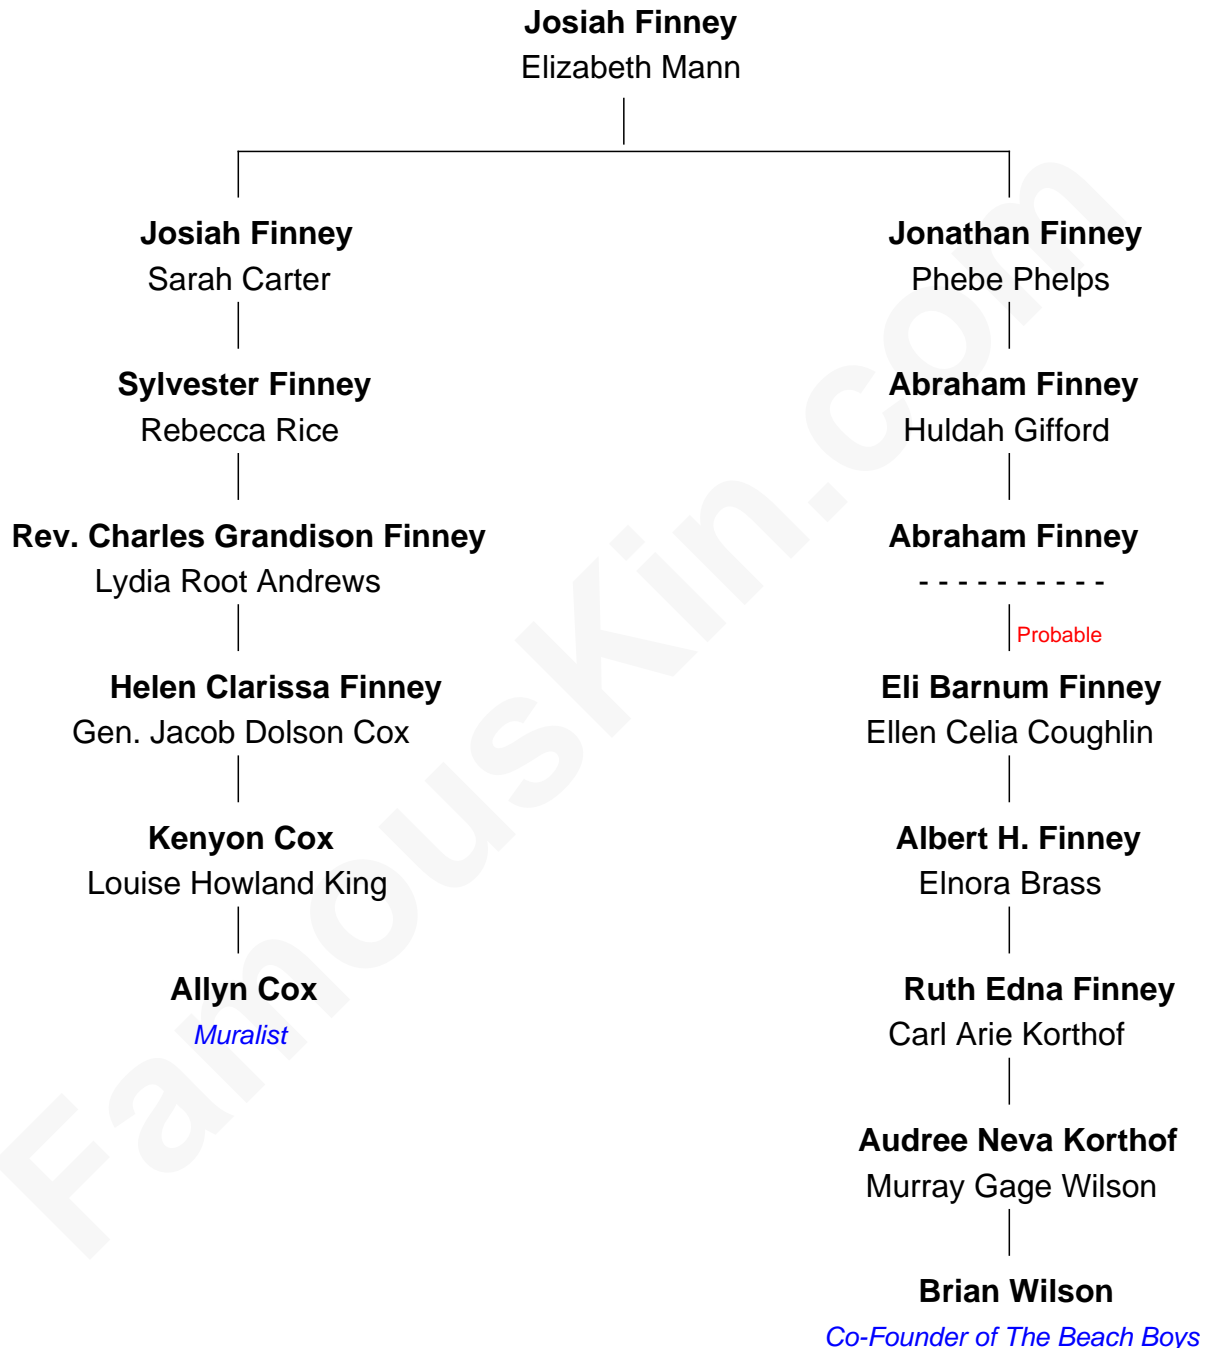 Josiah Finney
Elizabeth Mann
Josiah Finney
Sarah Carter
Sylvester Finney
Rebecca Rice
Rev. Charles Grandison Finney
Lydia Root Andrews
Helen Clarissa Finney
Gen. Jacob Dolson Cox
Kenyon Cox
Louise Howland King
Allyn Cox
Muralist
Jonathan Finney
Phebe Phelps
Abraham Finney
Huldah Gifford
Abraham Finney
- - - - - - - - - -
Probable
Eli Barnum Finney
Ellen Celia Coughlin
Albert H. Finney
Elnora Brass
Ruth Edna Finney
Carl Arie Korthof
Audree Neva Korthof
Murray Gage Wilson
Brian Wilson
Co-Founder of The Beach Boys
FamousKin.com